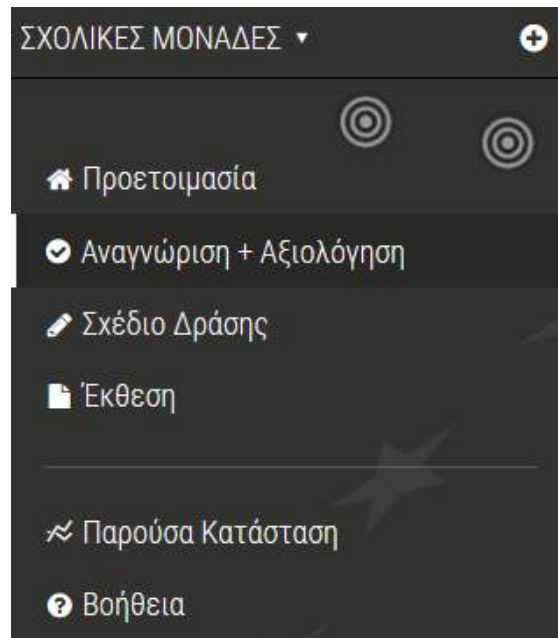 ΣΧΟΛΙΚΕΣ ΜΟΝΑΔΕΣ
Προετοιμασία
Αναγνώριση + Αξιολόγηση
Σχέδιο Δράσης
Έκθεση
Παρούσα Κατάσταση
Βοήθεια